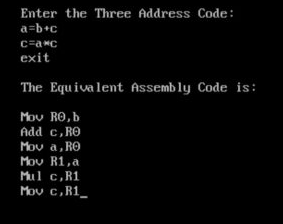 Enter the Three Address Code:
a=b+c
c=a*c
exit
The Equivalent Assembly Code is:
Mov R0,b
Add c,R0
Mov a,R0
Mov R1,a
Mul c,R1
Mov c,R1_